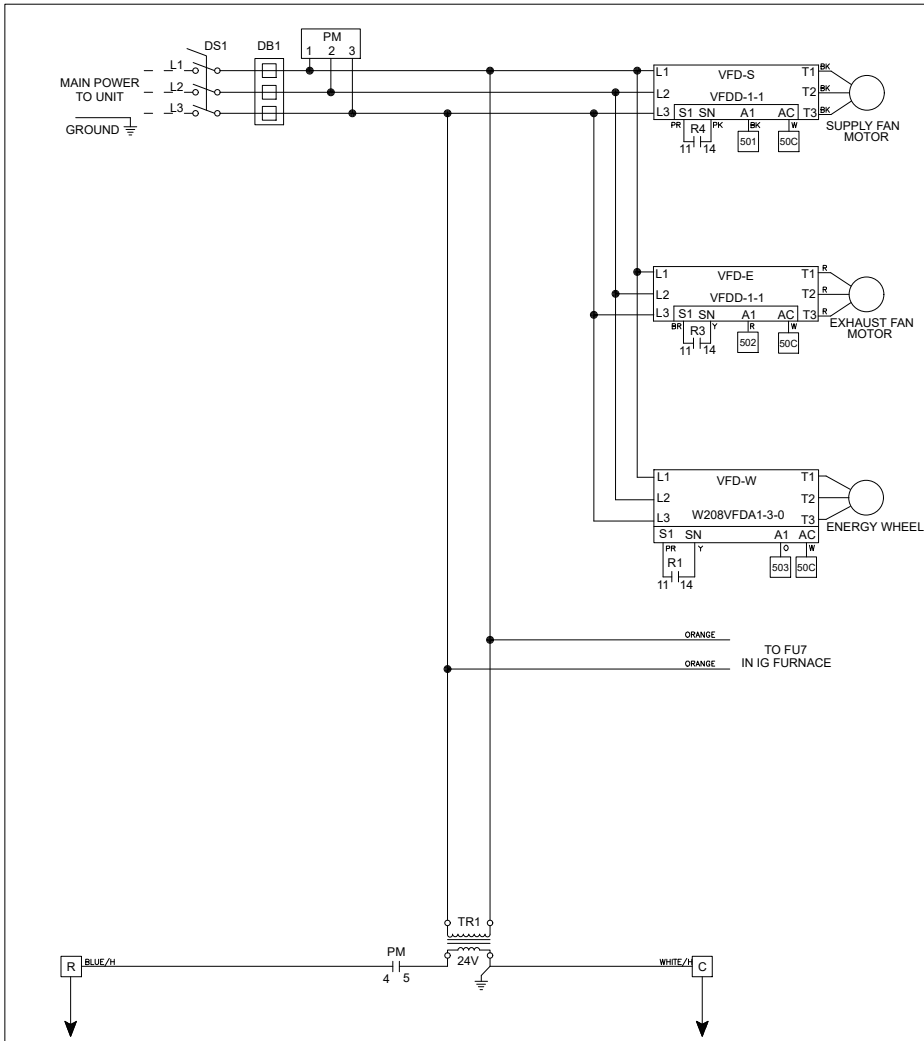 PM
1 2 3
DS1 DB1
MAIN POWER
TO UNIT
L1
L2
L3
GROUND
L1 VFD-S T1 BK
L2 VFDD-1-1 T2 BK
L3 S1 SN A1 AC T3 BK
PR R4 PK BK W
11 14 501 50C
SUPPLY FAN
MOTOR
L1 VFD-E T1 R
L2 VFDD-1-1 T2 R
L3 S1 SN A1 AC T3 R
BR R3 Y R W
11 14 502 50C
EXHAUST FAN
MOTOR
L1 VFD-W T1
L2 T2
L3 W208VFDA1-3-0 T3
ENERGY WHEEL
S1 SN A1 AC
PR R1 Y O W
11 14 503 50C
ORANGE
ORANGE
TO FU7
IN IG FURNACE
TR1
24V
R BLUE/H
PM
4 5
WHITE/H C